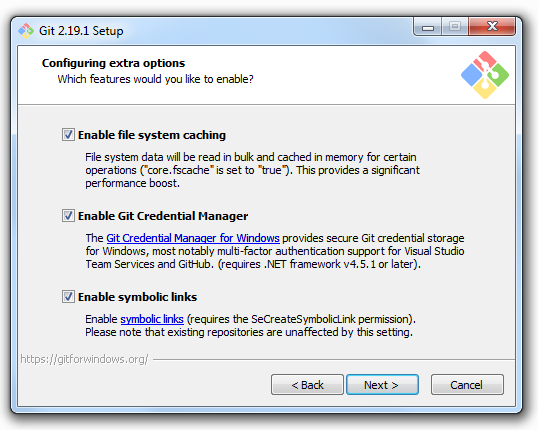 Git 2.19.1 Setup
Configuring extra options
Which features would you like to enable?
Enable file system caching
File system data will be read in bulk and cached in memory for certain
operations ("core.fscache" is set to "true"). This provides a significant
performance boost.
Enable Git Credential Manager
The Git Credential Manager for Windows provides secure Git credential storage
for Windows, most notably multi-factor authentication support for Visual Studio
Team Services and GitHub. (requires .NET framework v4.5.1 or later).
Enable symbolic links
Enable symbolic links (requires the SeCreateSymbolicLink permission).
Please note that existing repositories are unaffected by this setting.
https://gitforwindows.org/
< Back
Next >
Cancel